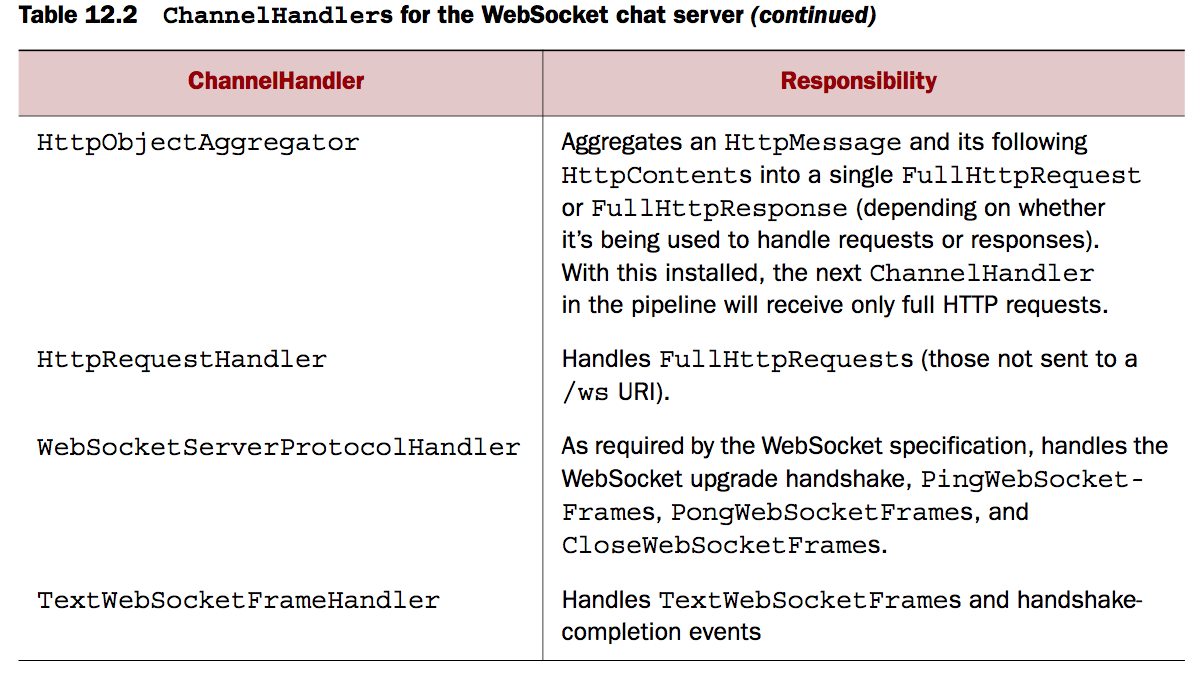 Table 12.2 ChannelHandlers for the WebSocket chat server (continued)
ChannelHandler
Responsibility
HttpObjectAggregator
Aggregates an HttpMessage and its following
HttpContents into a single FullHttpRequest
or FullHttpResponse (depending on whether
it’s being used to handle requests or responses).
With this installed, the next ChannelHandler
in the pipeline will receive only full HTTP requests.
HttpRequestHandler
Handles FullHttpRequests (those not sent to a
/ws URI).
WebSocketServerProtocolHandler
As required by the WebSocket specification, handles the
WebSocket upgrade handshake, PingWebSocket-
Frames, PongWebSocketFrames, and
CloseWebSocketFrames.
TextWebSocketFrameHandler
Handles TextWebSocketFrames and handshake-
completion events